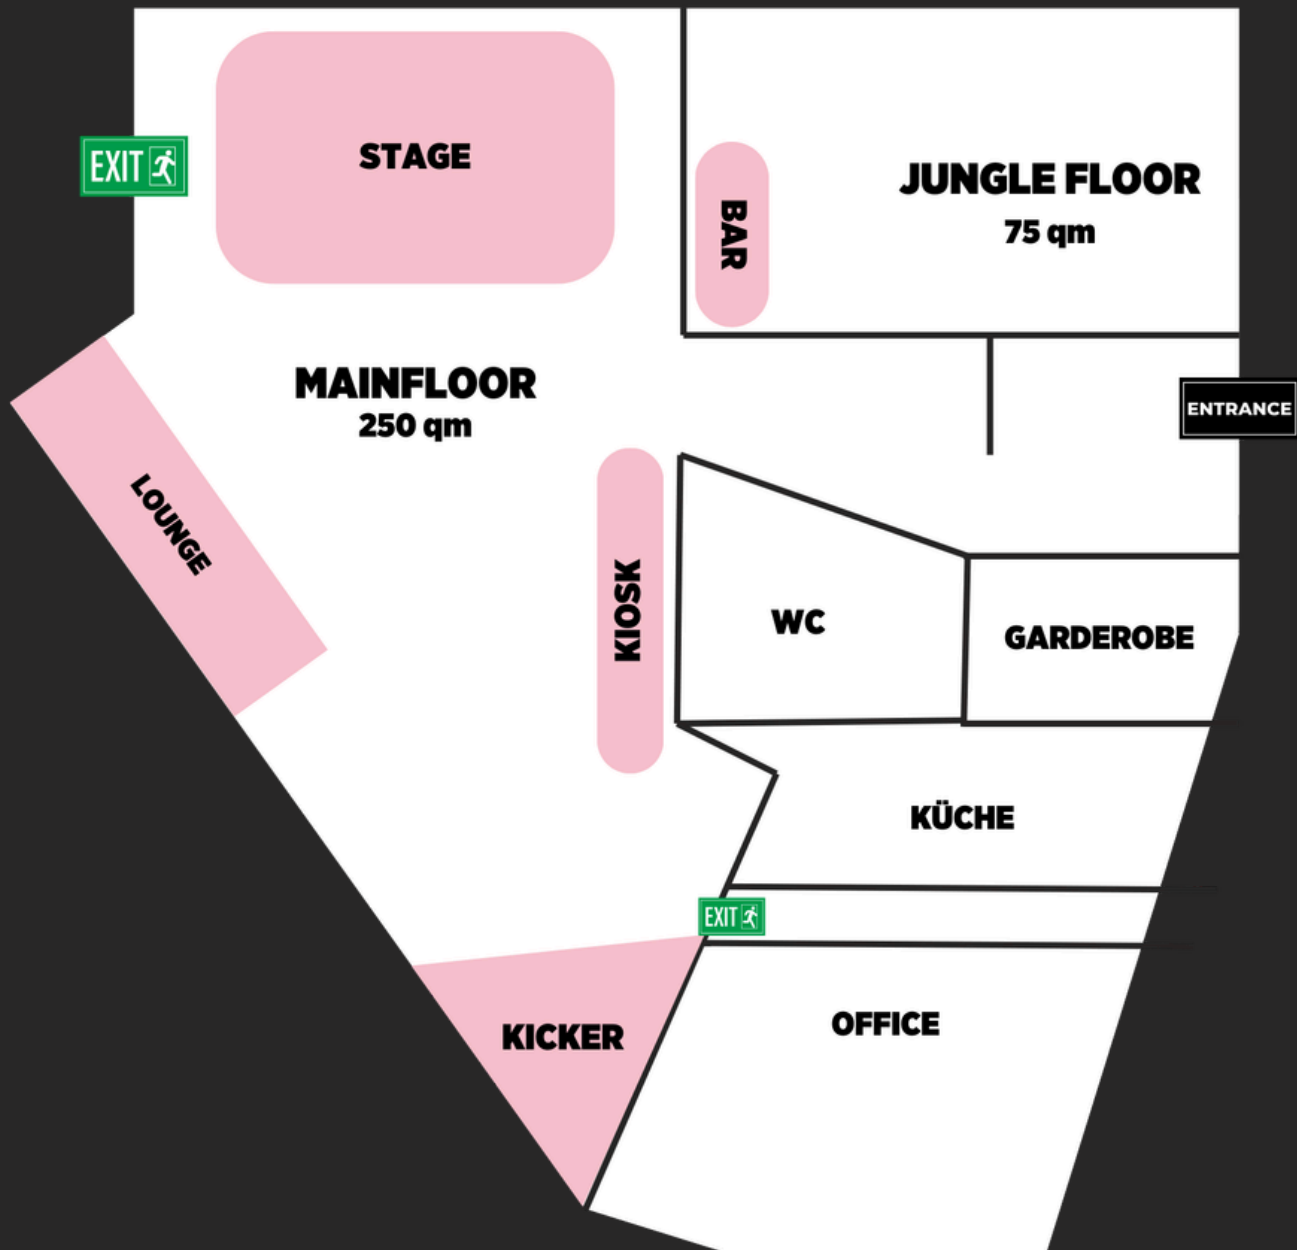 STAGE
EXIT
BAR
JUNGLE FLOOR
75 qm
MAINFLOOR
250 qm
ENTRANCE
LOUNGE
KIOSK
WC
GARDEROBE
KÜCHE
EXIT
KICKER
OFFICE